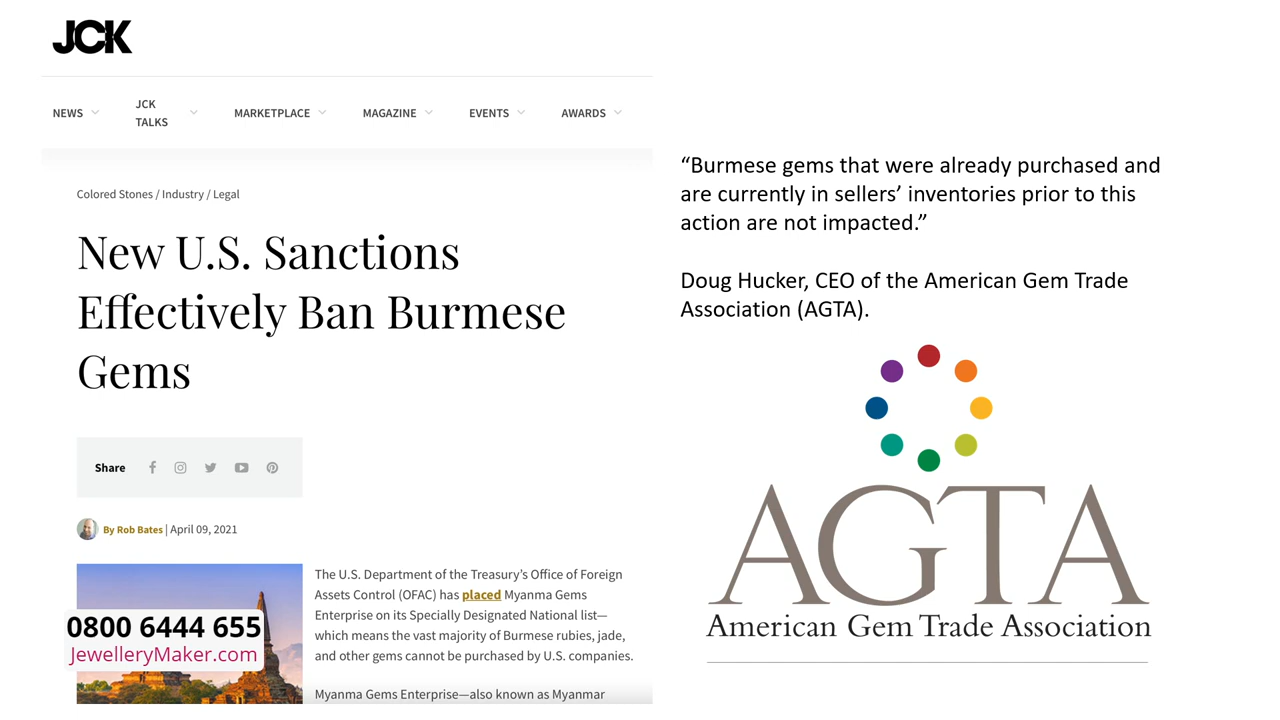 JCK
NEWS
JCK
TALKS
MARKETPLACE
MAGAZINE
EVENTS
AWARDS
Colored Stones / Industry / Legal
New U.S. Sanctions
Effectively Ban Burmese
Gems
Share
By Rob Bates | April 09, 2021
The U.S. Department of the Treasury’s Office of Foreign
Assets Control (OFAC) has placed Myanma Gems
Enterprise on its Specially Designated National list—
which means the vast majority of Burmese rubies, jade,
and other gems cannot be purchased by U.S. companies.
Myanma Gems Enterprise—also known as Myanmar
0800 6444 655
JewelleryMaker.com
“Burmese gems that were already purchased and
are currently in sellers’ inventories prior to this
action are not impacted.”
Doug Hucker, CEO of the American Gem Trade
Association (AGTA).
AGTA
American Gem Trade Association